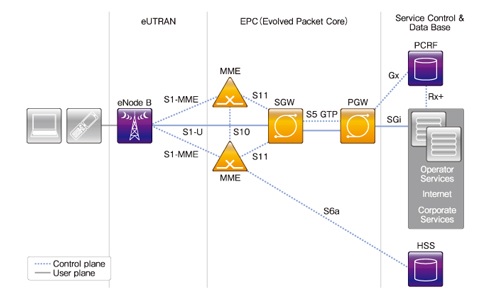 eUTRAN
EPC(Evolved Packet Core)
Service Control &
Data Base
MME
PCRF
Gx
eNode B
S1-MME
S11
SGW
PGW
Rx+
S5 GTP
S1-U
S10
SGi
S1-MME
S11
MME
Operator
Services
Internet
Corporate
Services
S6a
HSS
Control plane
User plane